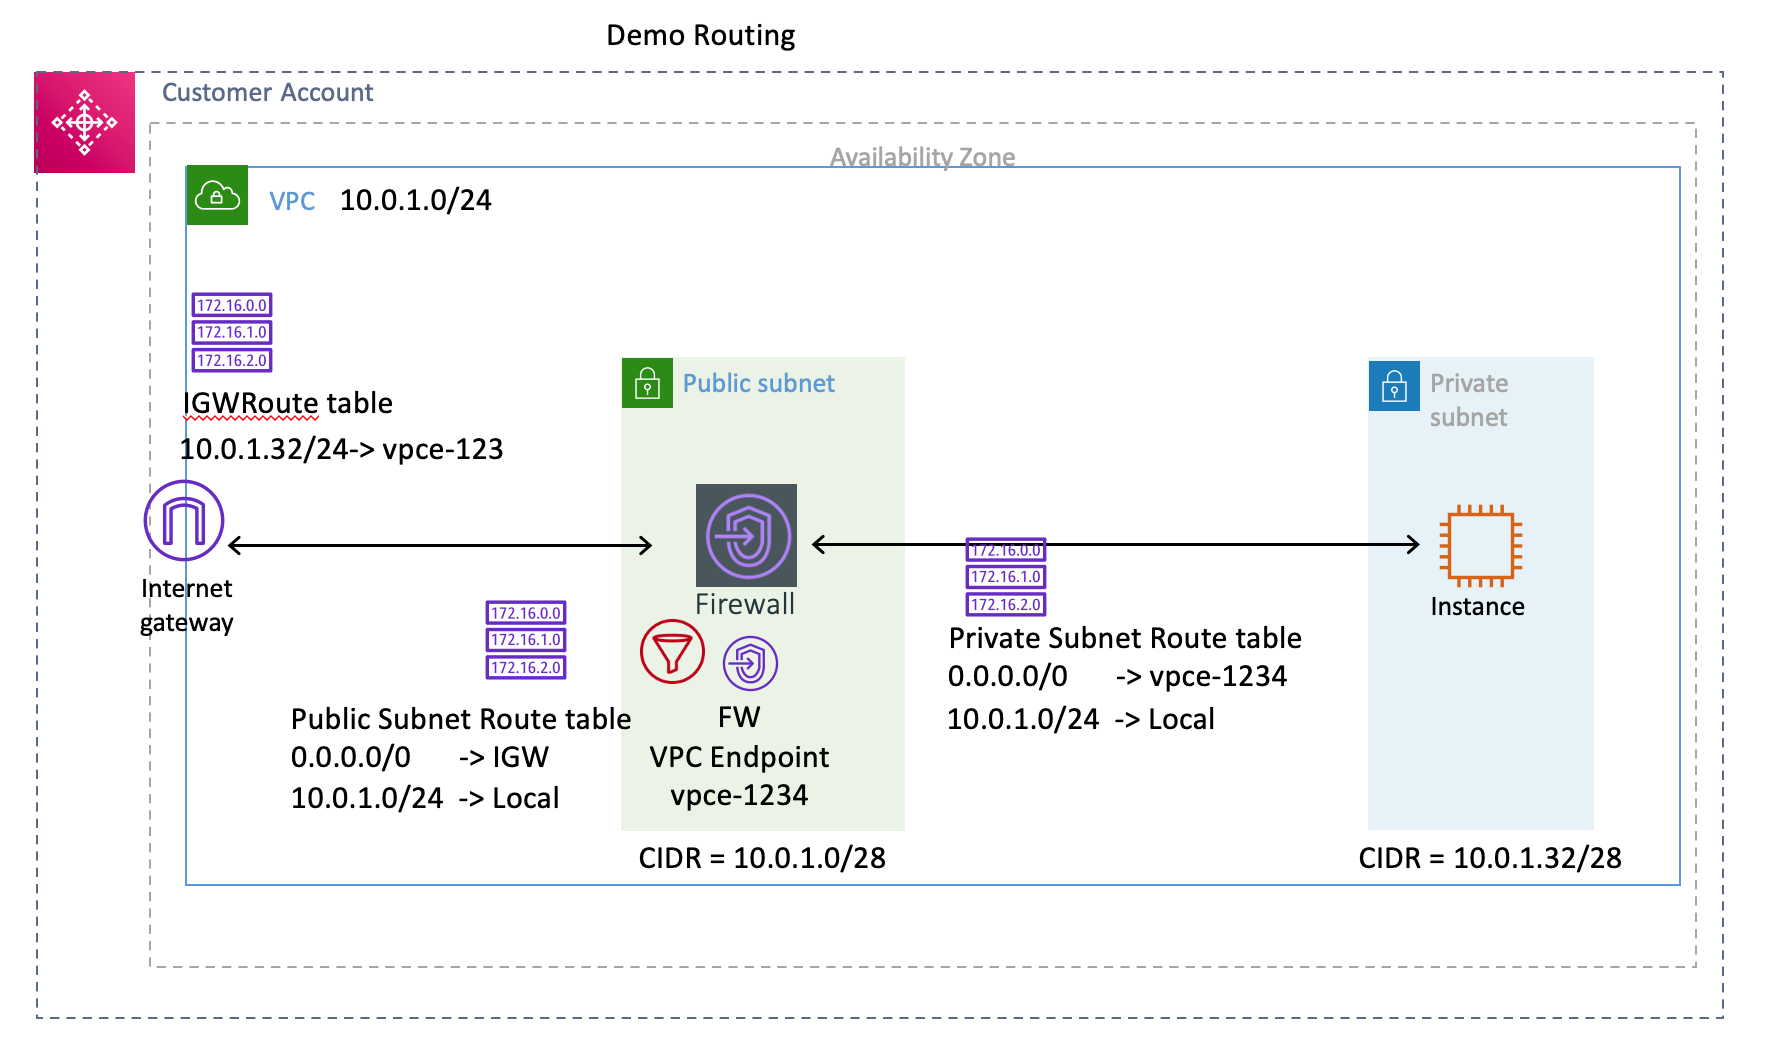 Demo Routing
Customer Account
Availability Zone
VPC 10.0.1.0/24
172.16.0.0
172.16.1.0
172.16.2.0
IGWRoute table
10.0.1.32/24-> vpce-123
Internet
gateway
172.16.0.0
172.16.1.0
172.16.2.0
Public Subnet Route table
0.0.0.0/0 -> IGW
10.0.1.0/24 -> Local
Public subnet
Firewall
FW
VPC Endpoint
vpce-1234
CIDR = 10.0.1.0/28
172.16.0.0
172.16.1.0
172.16.2.0
Private Subnet Route table
0.0.0.0/0 -> vpce-1234
10.0.1.0/24 -> Local
Private
subnet
Instance
CIDR = 10.0.1.32/28